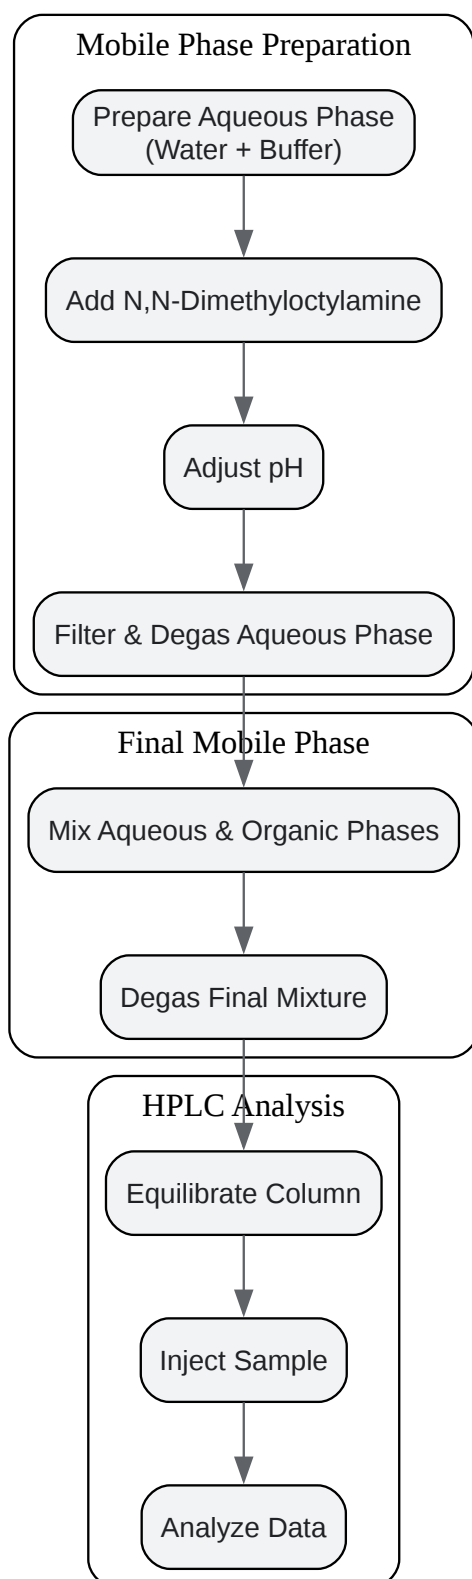 Mobile Phase Preparation
Prepare Aqueous Phase
(Water + Buffer)
Add N,N-Dimethyloctylamine
Adjust pH
Filter & Degas Aqueous Phase
Final Mobile Phase
Mix Aqueous & Organic Phases
Degas Final Mixture
HPLC Analysis
Equilibrate Column
Inject Sample
Analyze Data